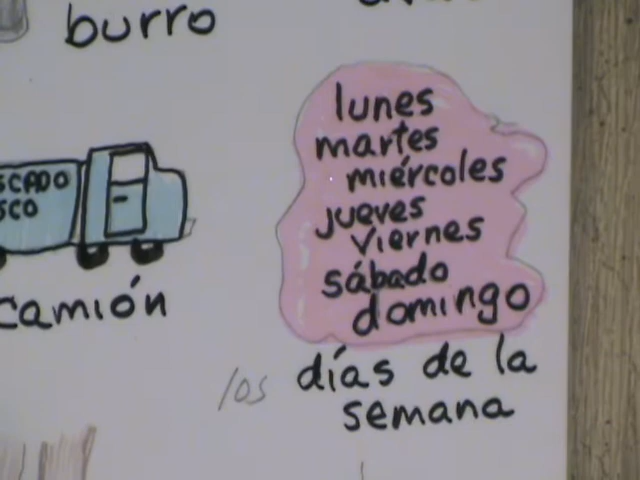 burro
lunes
martes
miércoles
jueves
viernes
sábado
domingo
camión
los días de la
semana